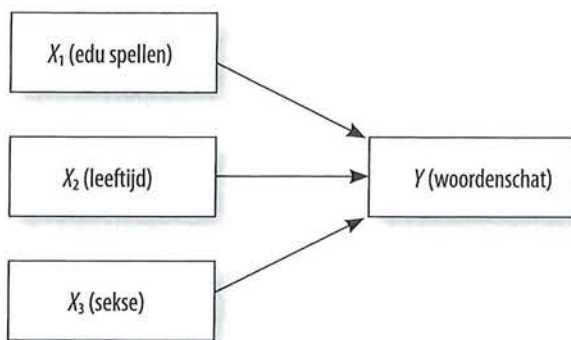 X₁ (edu spellen)
X₂ (leeftijd)
Y (woordenschat)
X₃ (sekse)